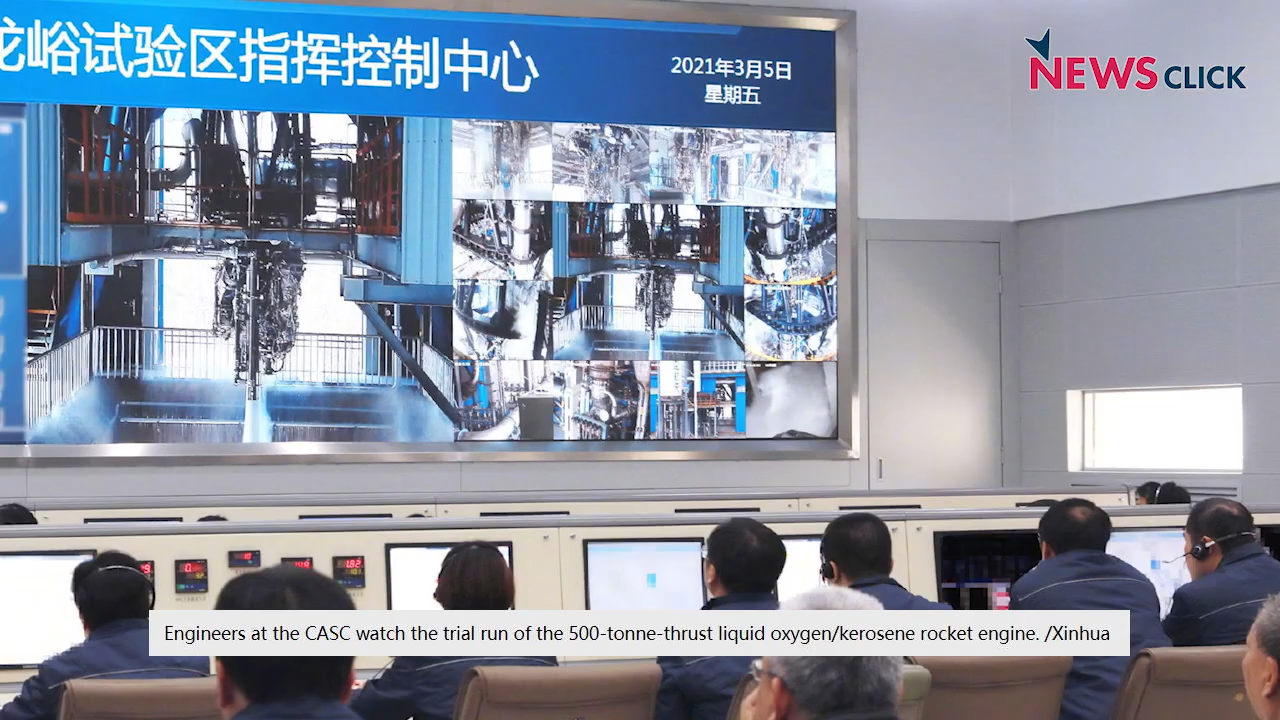 峪试验区指挥控制中心
2021年3月5日
星期五
NEWS CLICK
Engineers at the CASC watch the trial run of the 500-tonne-thrust liquid oxygen/kerosene rocket engine. /Xinhua